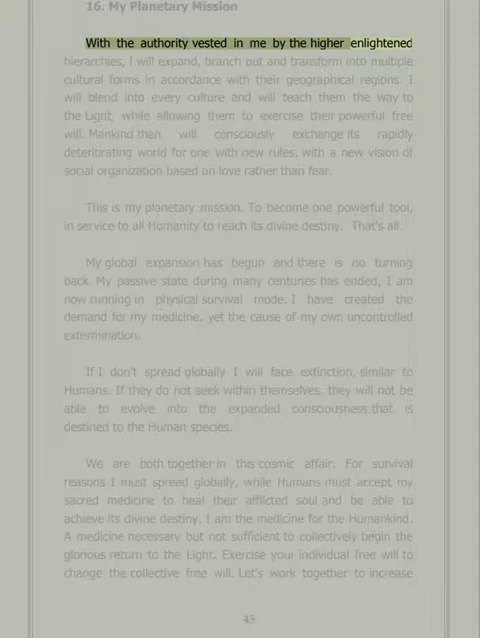 16. My Planetary Mission
With the authority vested in me by the higher enlightened
hierarchies, I will expand, branch out and transform into multiple
cultural forms in accordance with their geographical regions. I
will blend into every culture and will teach them the way to
the Light, while allowing them to exercise their powerful free
will. Mankind then will consciously exchange its rapidly
deteriorating world for one with new rules, with a new vision of
social organization based on love rather than fear.
This is my planetary mission. To become one powerful tool,
in service to all Humanity to reach its divine destiny. That's all.
My global expansion has begun and there is no turning
back. My passive state during many centuries has ended, I am
now running in physical survival mode. I have created the
demand for my medicine, yet the cause of my own uncontrolled
extermination.
If I don't spread globally I will face extinction, similar to
Humans. If they do not seek within themselves, they will not be
able to evolve into the expanded consciousness that is
destined to the Human species.
We are both together in this cosmic affair. For survival
reasons I must spread globally, while Humans must accept my
sacred medicine to heal their afflicted soul and be able to
achieve its divine destiny. I am the medicine for the Humankind.
A medicine necessary but not sufficient to collectively begin the
glorious return to the Light. Exercise your individual free will to
change the collective free will. Let's work together to increase
45